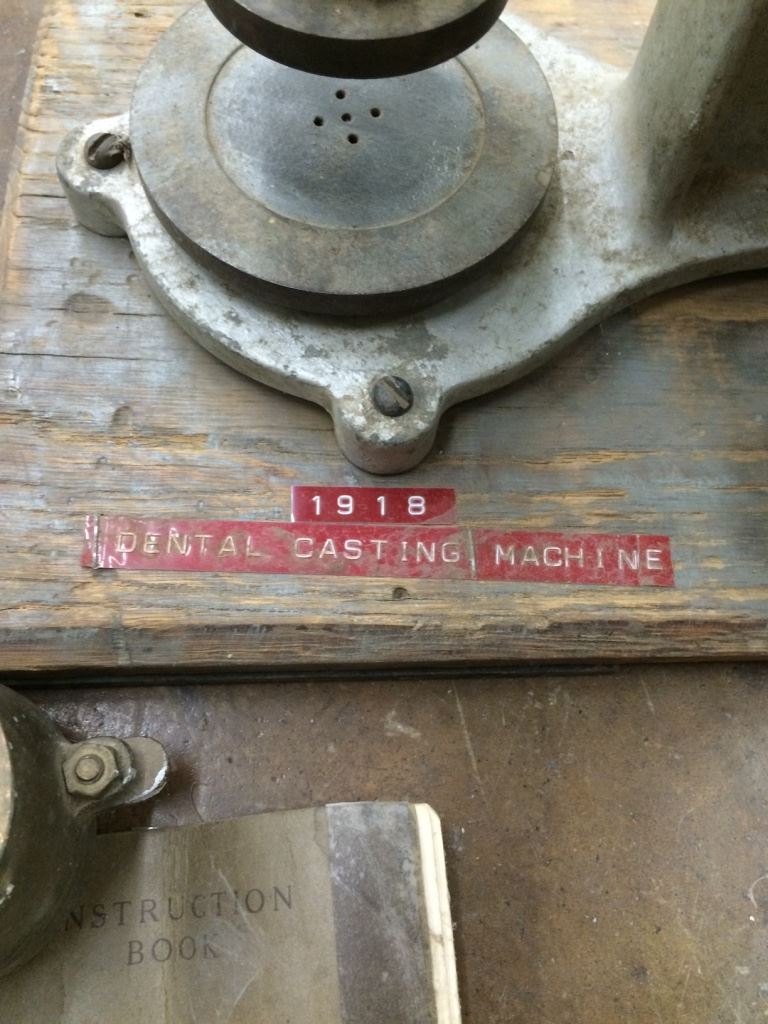 1918
DENTAL CASTING MACHINE
NSTRUCTION
BOOK